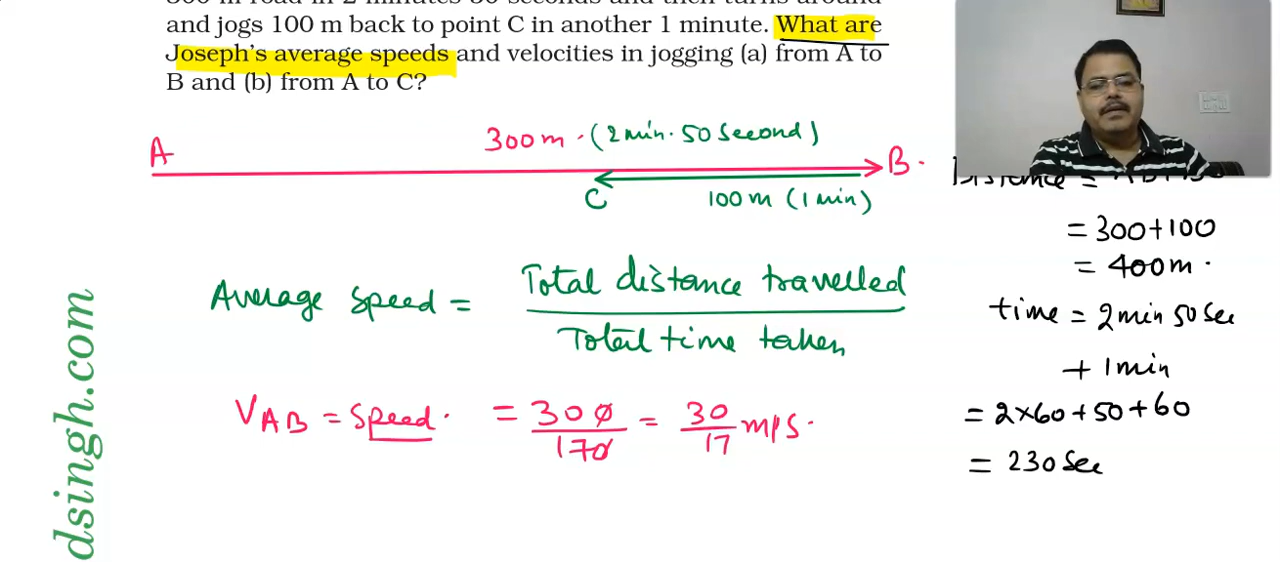 and jogs 100 m back to point C in another 1 minute. What are
Joseph's average speeds and velocities in jogging (a) from A to
B and (b) from A to C?
A
300m . (2 min. 50 Second)
B.
C
100m (1 min)
= 300+100
= 400m.
Average Speed = Total distance travelled
Total time taken
time = 2 min 50 Sec
+ 1 min
= 2×60+50+60
= 230 Sec
VAB = Speed. = 300 = 30 mps.
170 17
dsingh.com